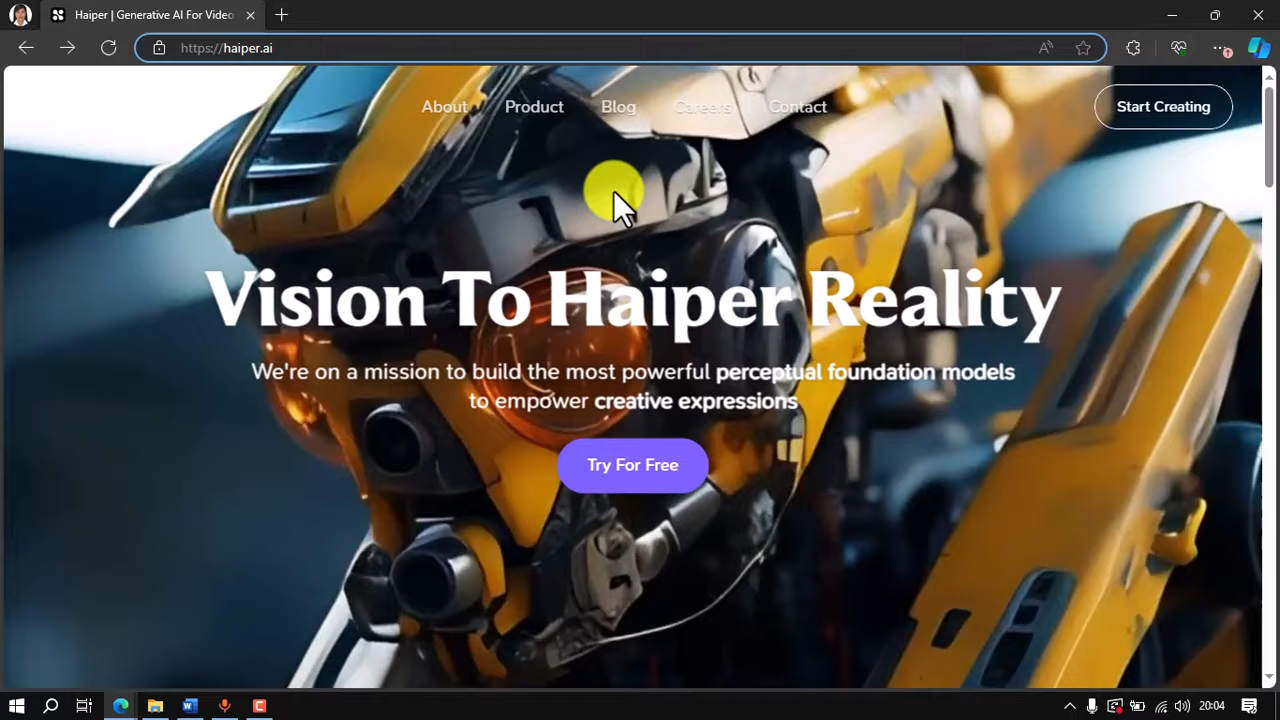 Haiper | Generative AI For Video
https://haiper.ai
About Product Blog Careers Contact
Start Creating
Vision To Haiper Reality
We're on a mission to build the most powerful perceptual foundation models
to empower creative expressions
Try For Free
20:04